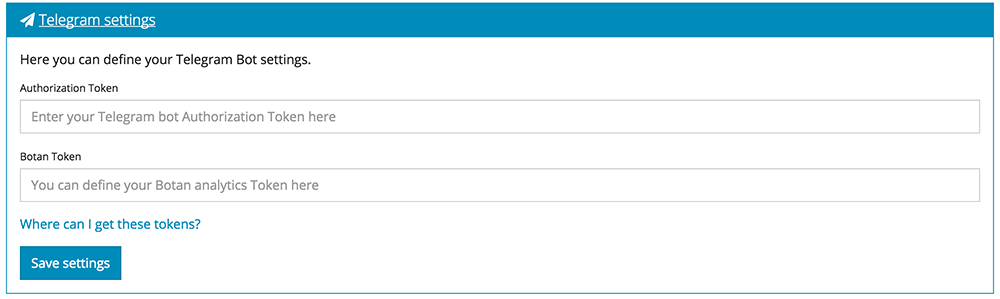 Telegram settings
Here you can define your Telegram Bot settings.
Authorization Token
Enter your Telegram bot Authorization Token here
Botan Token
You can define your Botan analytics Token here
Where can I get these tokens?
Save settings